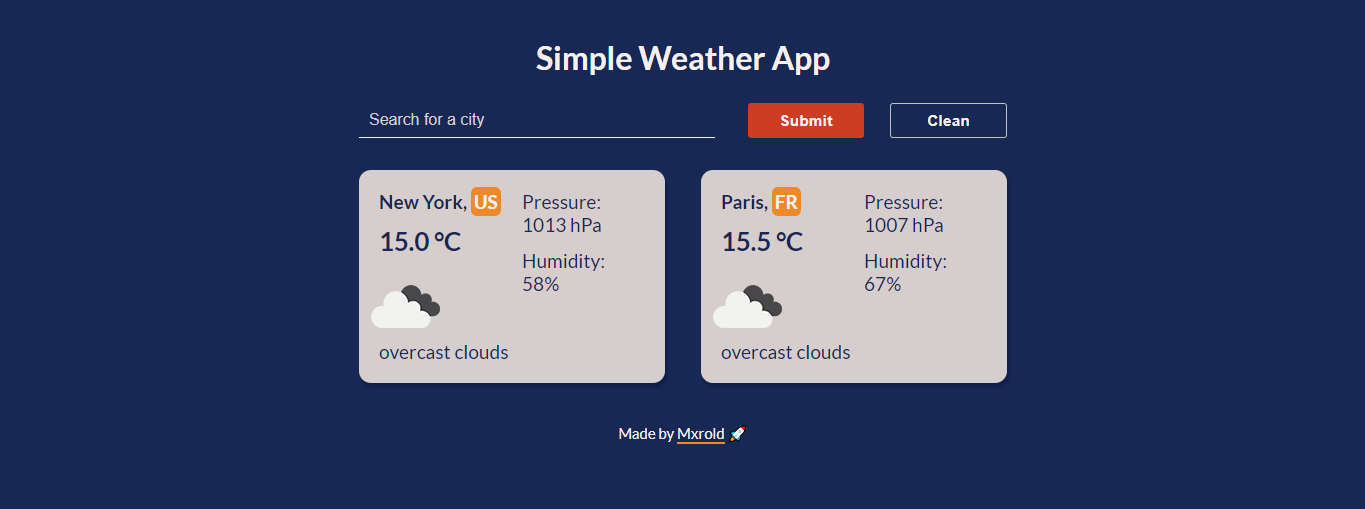 Simple Weather App
Search for a city
Submit
Clean
New York, US
15.0 °C
overcast clouds
Pressure:
1013 hPa
Humidity:
58%
Paris, FR
15.5 °C
overcast clouds
Pressure:
1007 hPa
Humidity:
67%
Made by Mxrold 🚀